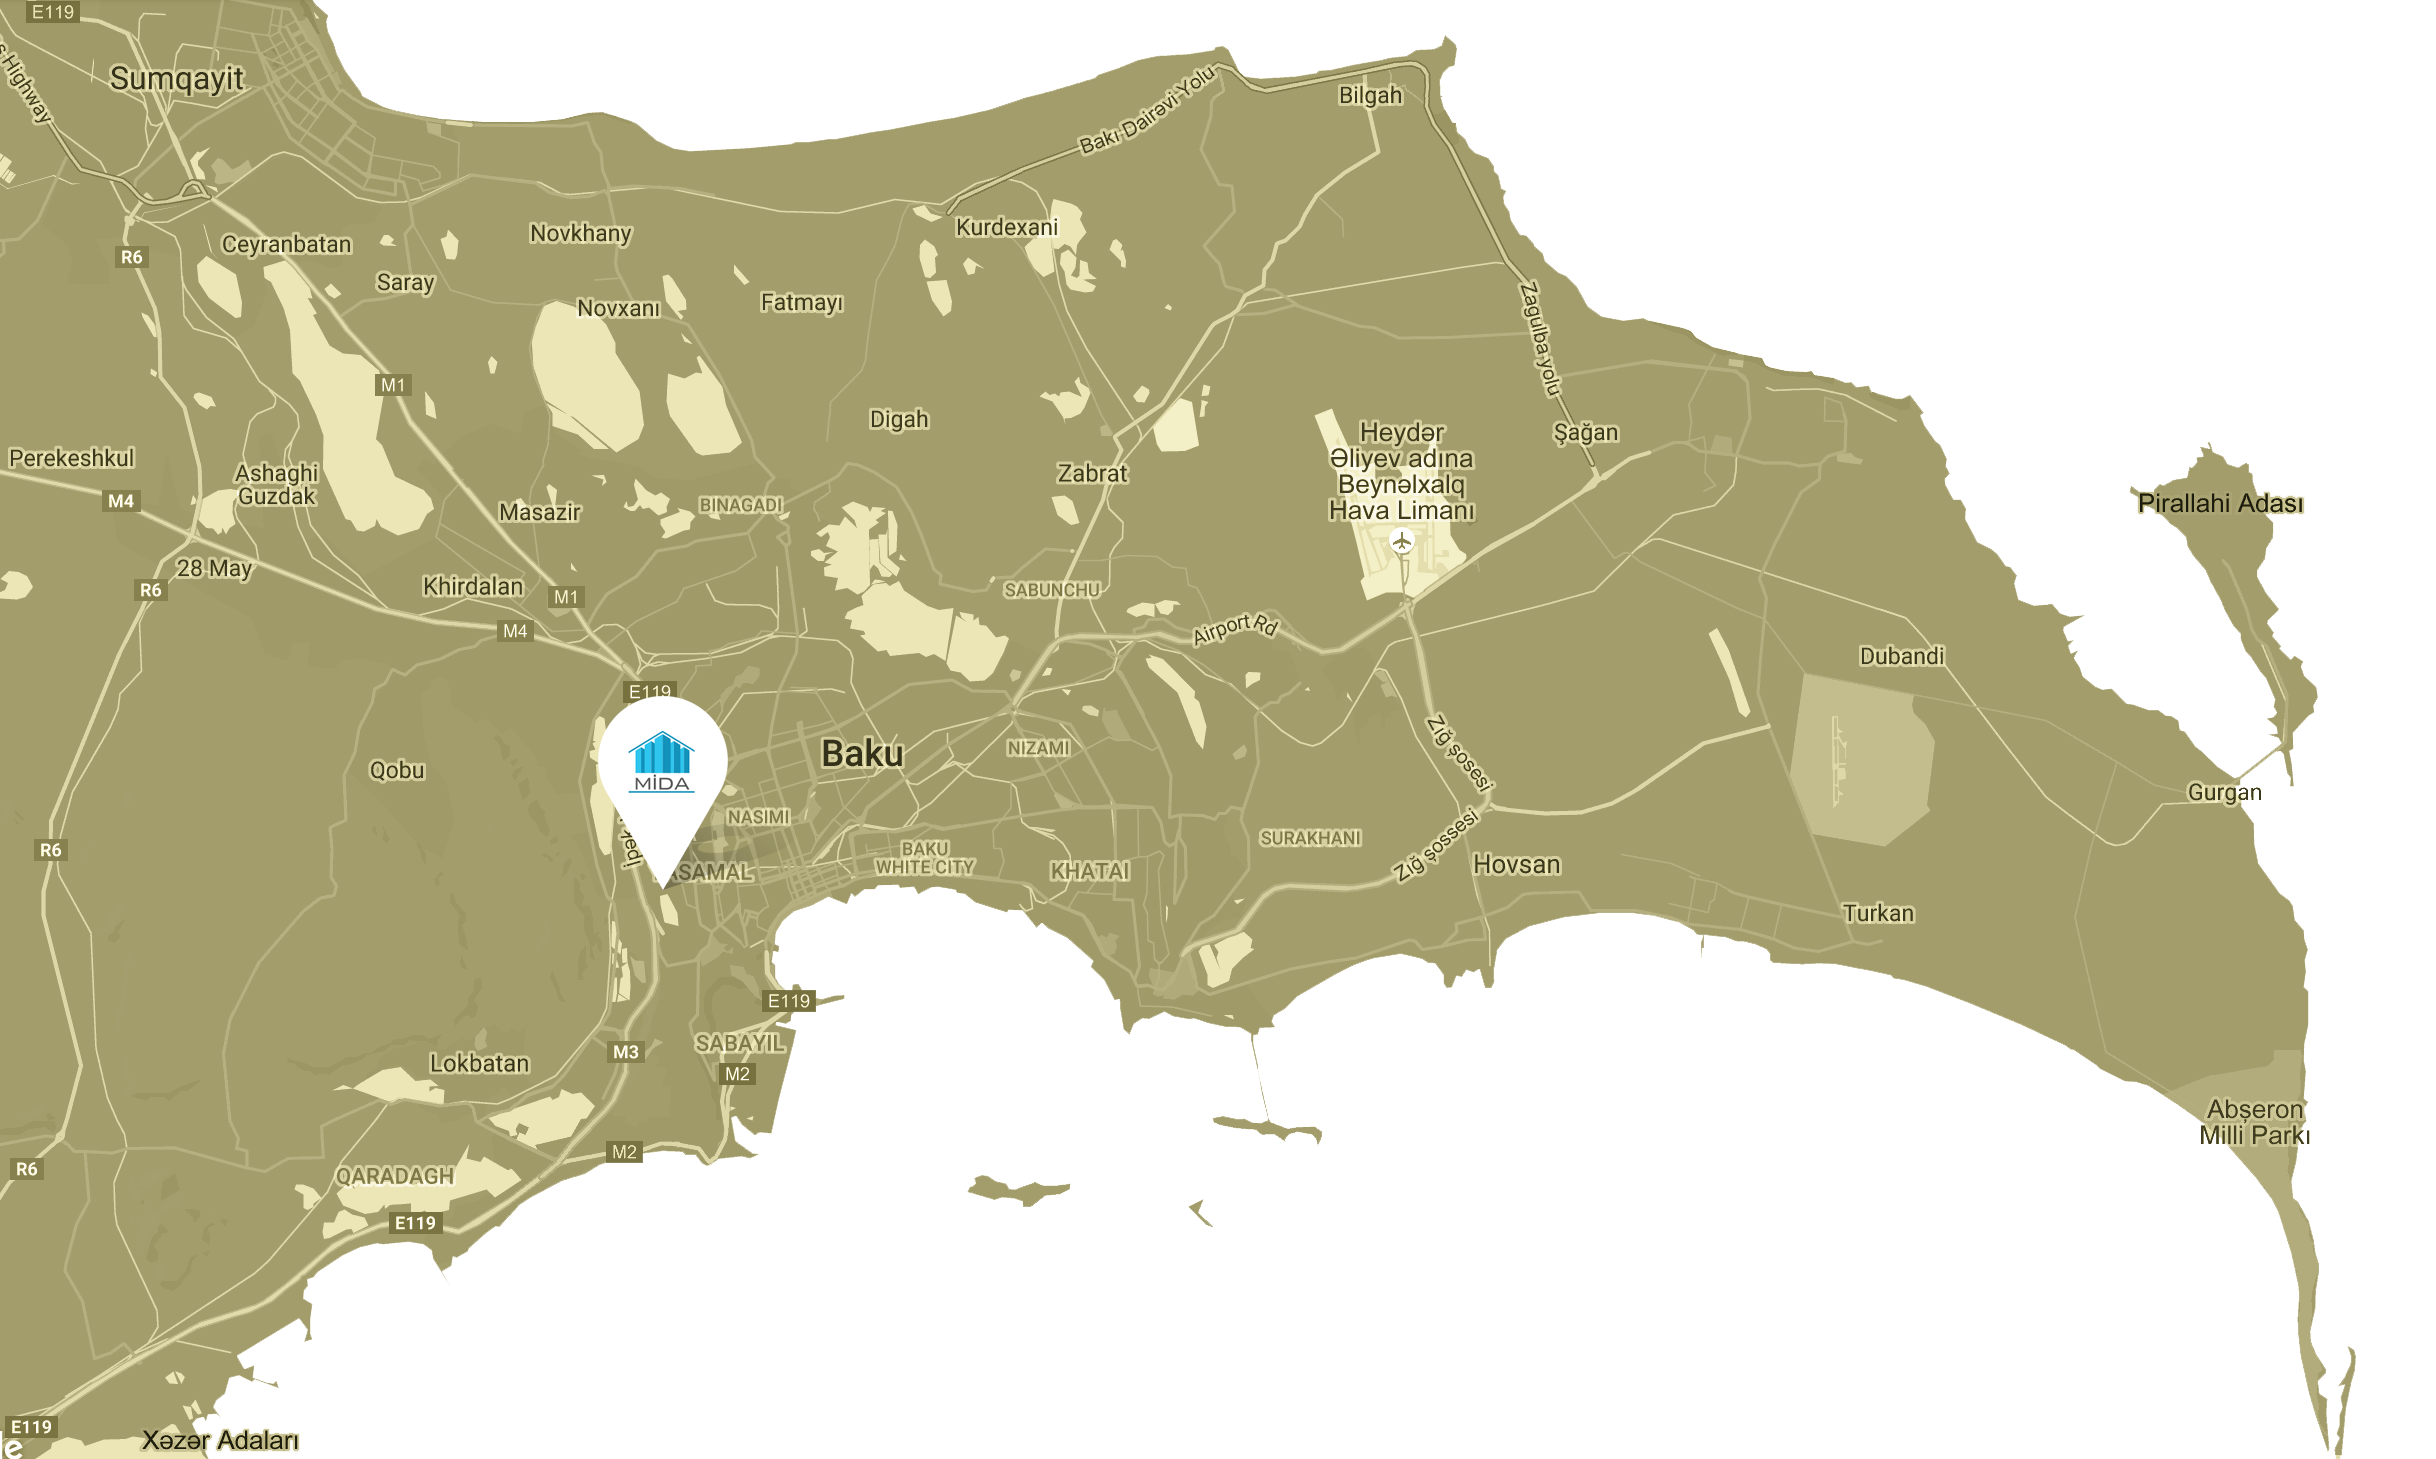 E119
s Highway
Sumqayit
Bakı Dairəvi Yolu
Bilgah
Ceyranbatan
Novkhany
Kurdexani
R6
Saray
Novxanı
Fatmayı
Zagulba yolu
M1
Digah
Heydər
Əliyev adına
Beynəlxalq
Hava Limanı
Şağan
Perekeshkul
Ashaghi
Guzdak
Zabrat
M4
Masazir
BINAGADI
Pirallahi Adası
28 May
R6
Khirdalan
M1
SABUNCHU
M4
Airport Rd
Dubandi
E119
Baku
NIZAMI
Zığ şosesi
Qobu
MİDA
Gurgan
NASIMI
R6
BAKU
WHITE CITY
SURAKHANI
Zığ şossesi
KHATAI
Hovsan
ASAMAL
Turkan
E119
SABAYIL
M3
Lokbatan
M2
Abşeron
Milli Parkı
M2
R6
QARADAGH
E119
E119
Xəzər Adaları
le